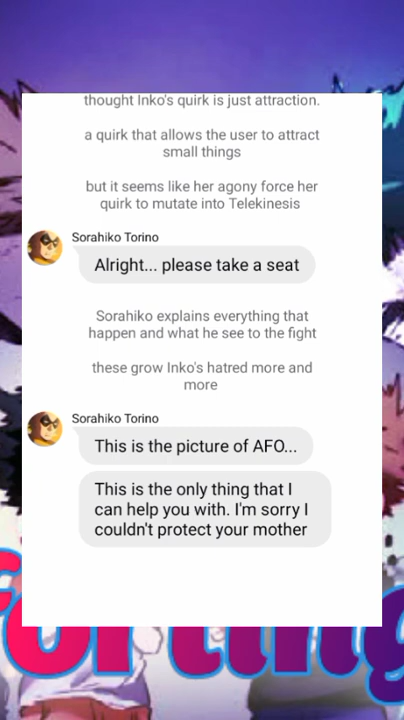 thought Inko's quirk is just attraction.
a quirk that allows the user to attract
small things
but it seems like her agony force her
quirk to mutate into Telekinesis
Sorahiko Torino
Alright... please take a seat
Sorahiko explains everything that
happen and what he see to the fight
these grow Inko's hatred more and
more
Sorahiko Torino
This is the picture of AFO...
This is the only thing that I
can help you with. I'm sorry I
couldn't protect your mother